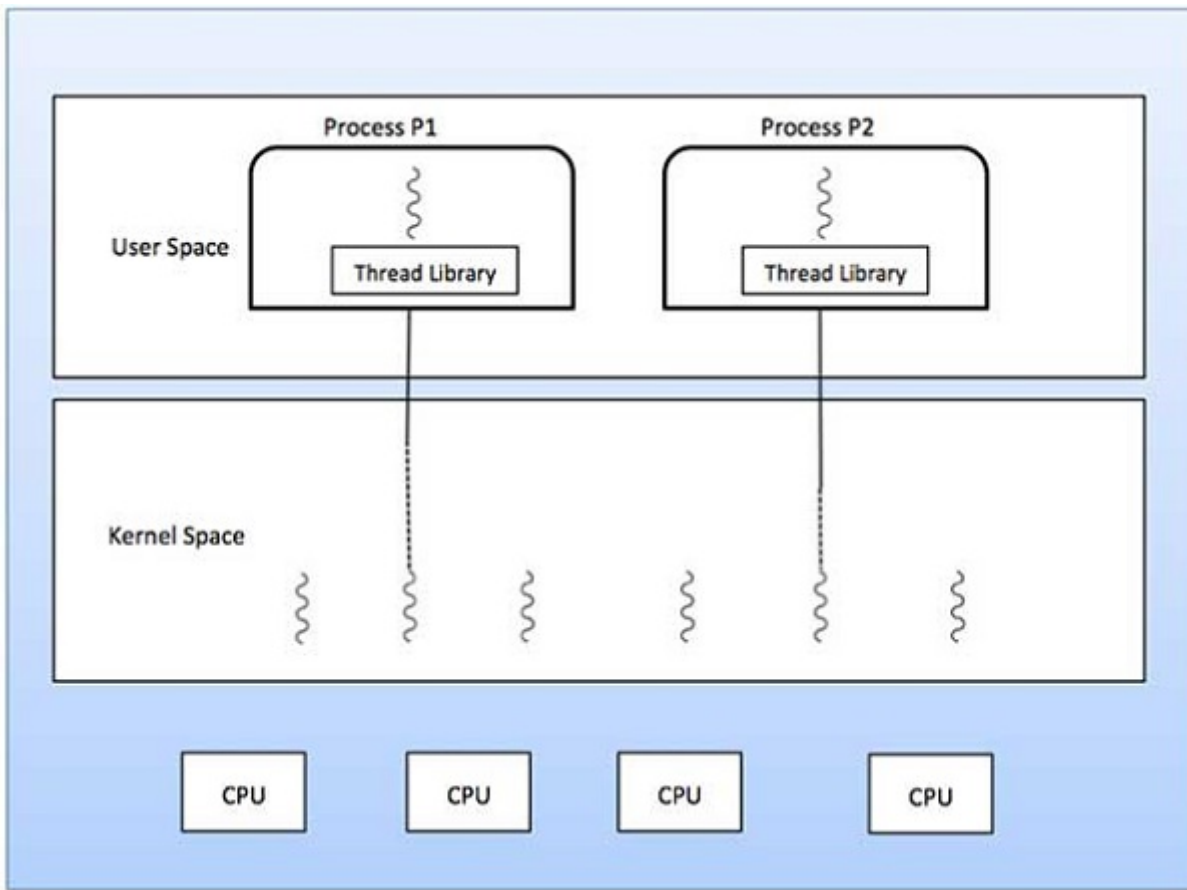 Process P1
Process P2
User Space
Thread Library
Thread Library
Kernel Space
CPU
CPU
CPU
CPU